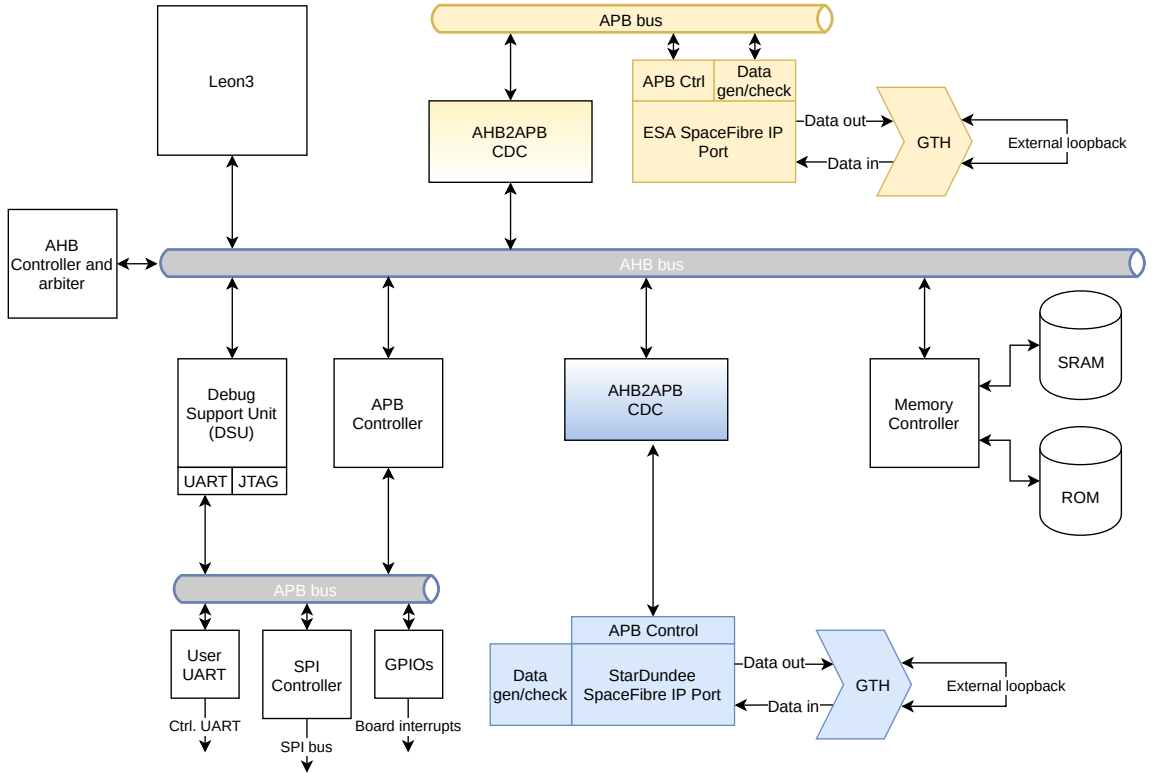 APB bus
Leon3
APB Ctrl
Data
gen/check
AHB2APB
CDC
ESA SpaceFibre IP
Port
Data out
Data in
GTH
External loopback
AHB
Controller and
arbiter
AHB bus
Debug
Support Unit
(DSU)
UART
JTAG
APB
Controller
AHB2APB
CDC
Memory
Controller
SRAM
ROM
APB bus
User
UART
SPI
Controller
GPIOs
Ctrl. UART
SPI bus
Board interrupts
APB Control
Data
gen/check
StarDundee
SpaceFibre IP Port
Data out
Data in
GTH
External loopback